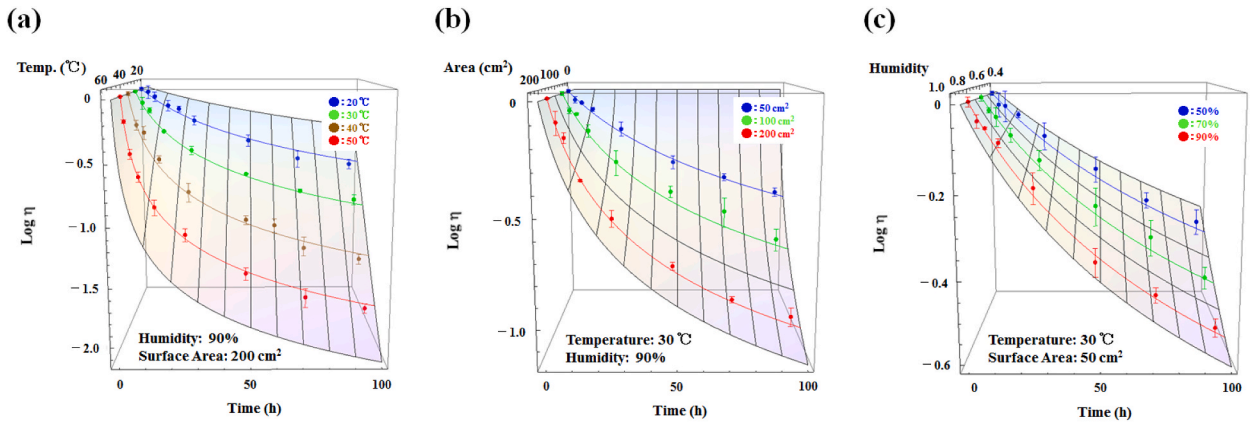 (a)
Temp. (℃)
60 40 20
0
−0.5
−1.0
−1.5
−2.0
Log η
:20℃
:30℃
:40℃
:50℃
Humidity: 90%
Surface Area: 200 cm²
0 50 100
Time (h)
(b)
Area (cm²)
200 100 0
0
−0.5
−1.0
Log η
:50 cm²
:100 cm²
:200 cm²
Temperature: 30℃
Humidity: 90%
0 50 100
Time (h)
(c)
Humidity
1.0 0.8 0.6 0.4
0
−0.2
−0.4
−0.6
Log η
:50%
:70%
:90%
Temperature: 30℃
Surface Area: 50 cm²
0 50 100
Time (h)